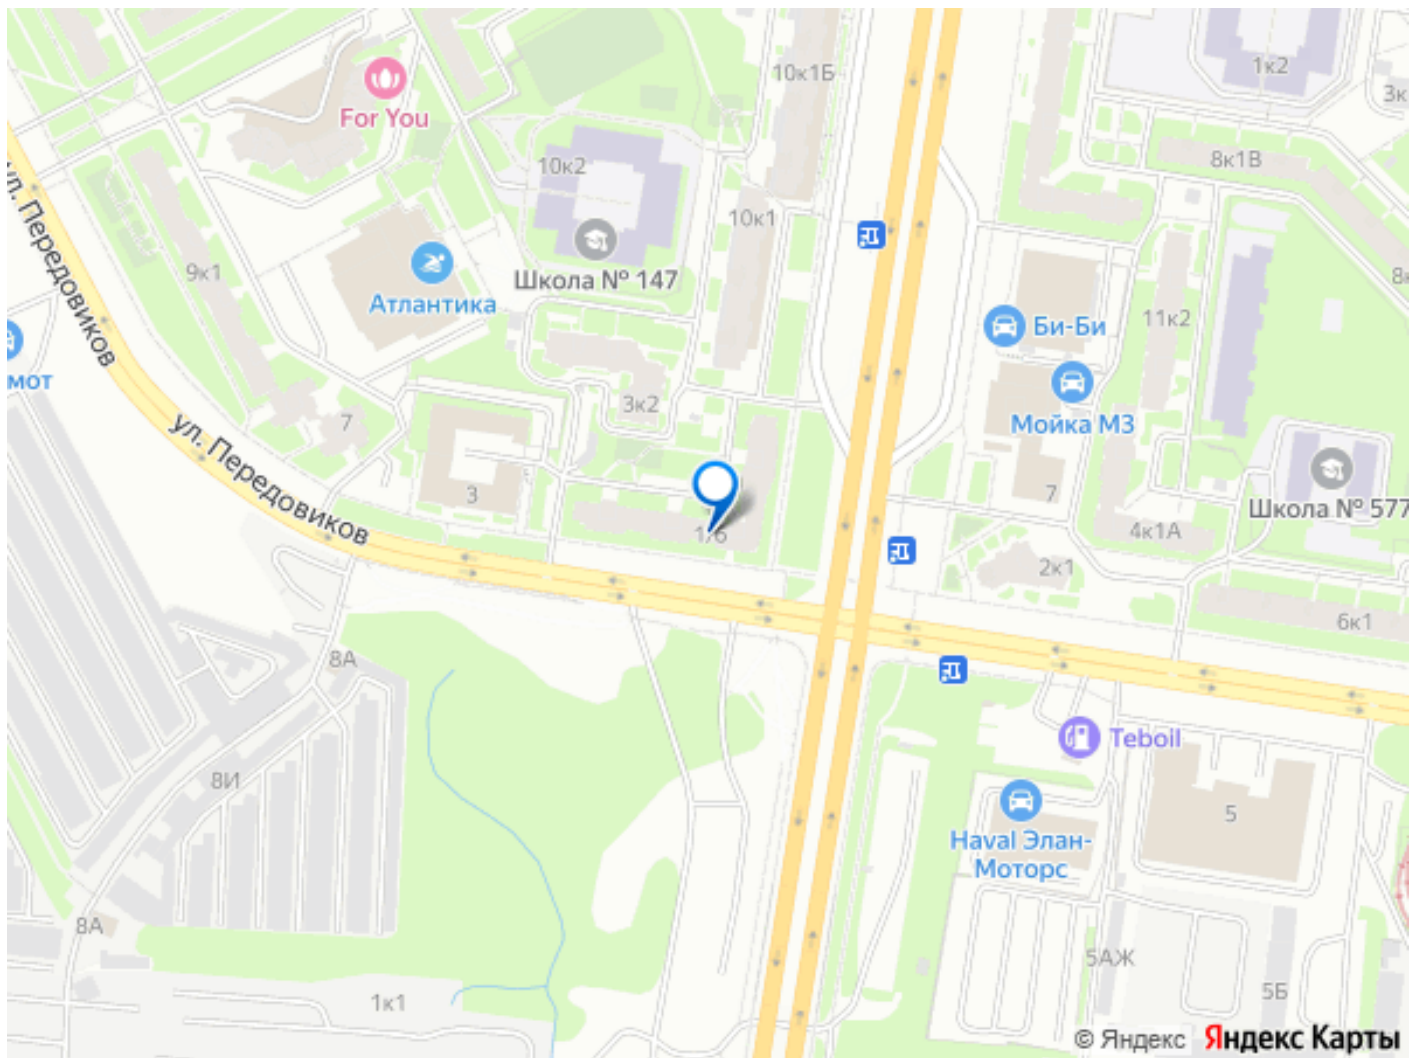 10к1Б
1к2
3к
For You
8к1В
10к2
10к1
9к1
8к
Школа № 147
Атлантика
ул. Передовиков
Би-Би
11к2
мот
3к2
Мойка М3
7
ул. Передовиков
3
7
Школа № 577
1/6
4к1А
2к1
6к1
8А
Teboil
8И
5
Haval Элан-
Моторс
8А
5АЖ
5Б
1к1
© Яндекс Яндекс Карты